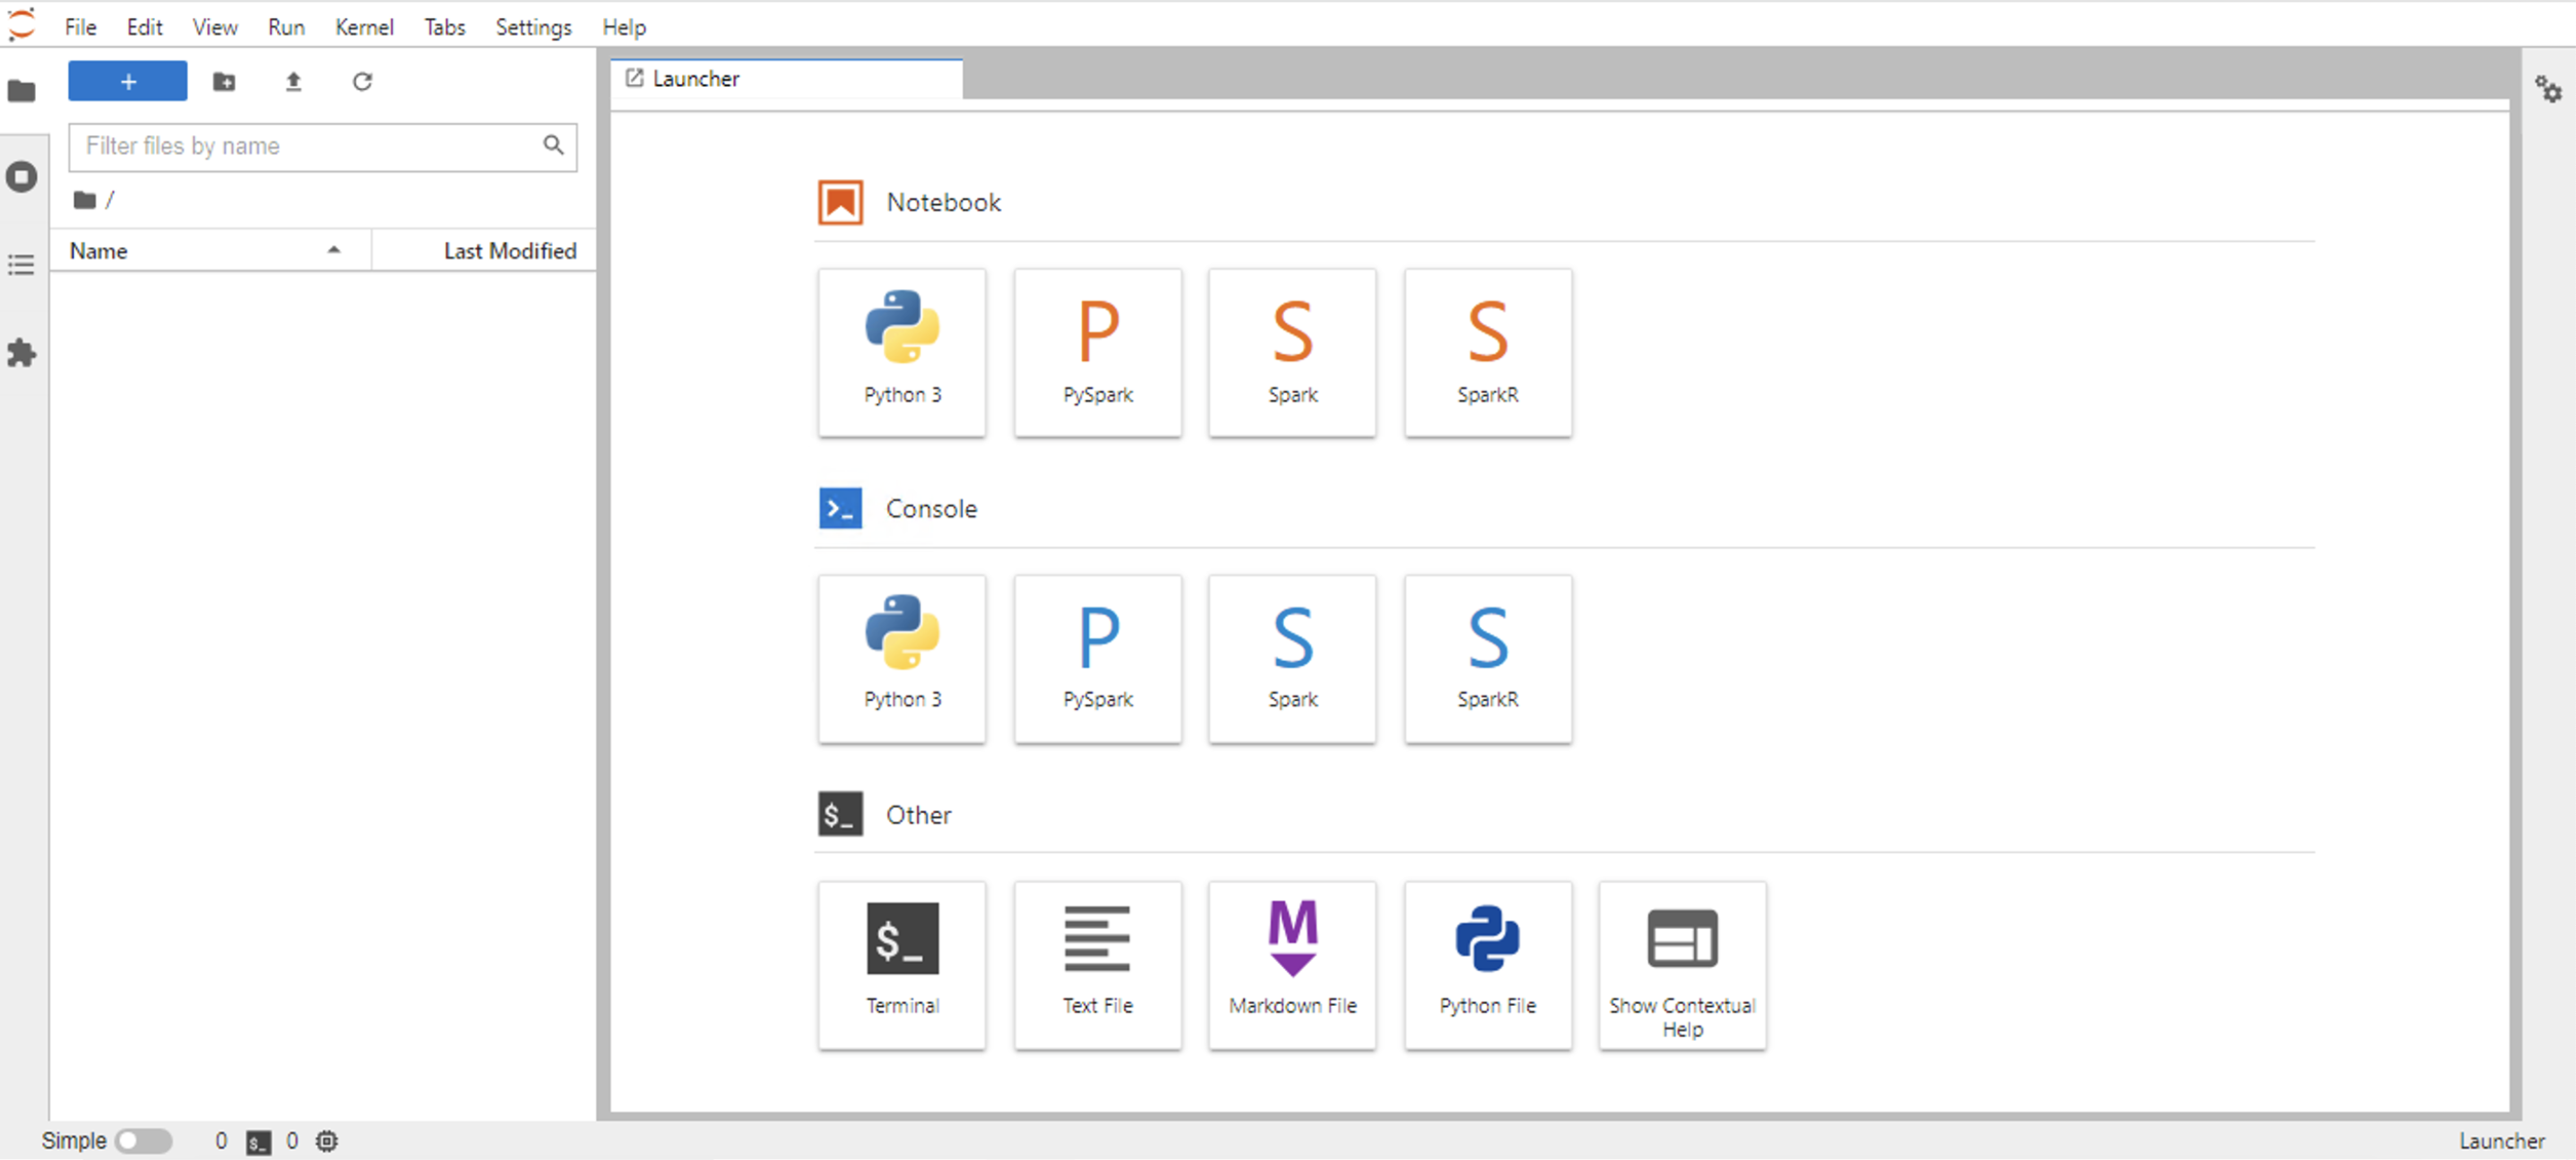 File Edit View Run Kernel Tabs Settings Help
+
Launcher
Filter files by name
/
Name Last Modified
Notebook
P S S
Python 3 PySpark Spark SparkR
>_ Console
P S S
Python 3 PySpark Spark SparkR
$_ Other
$_ M
Terminal Text File Markdown File Python File Show Contextual
Help
Simple 0 $_ 0 Launcher